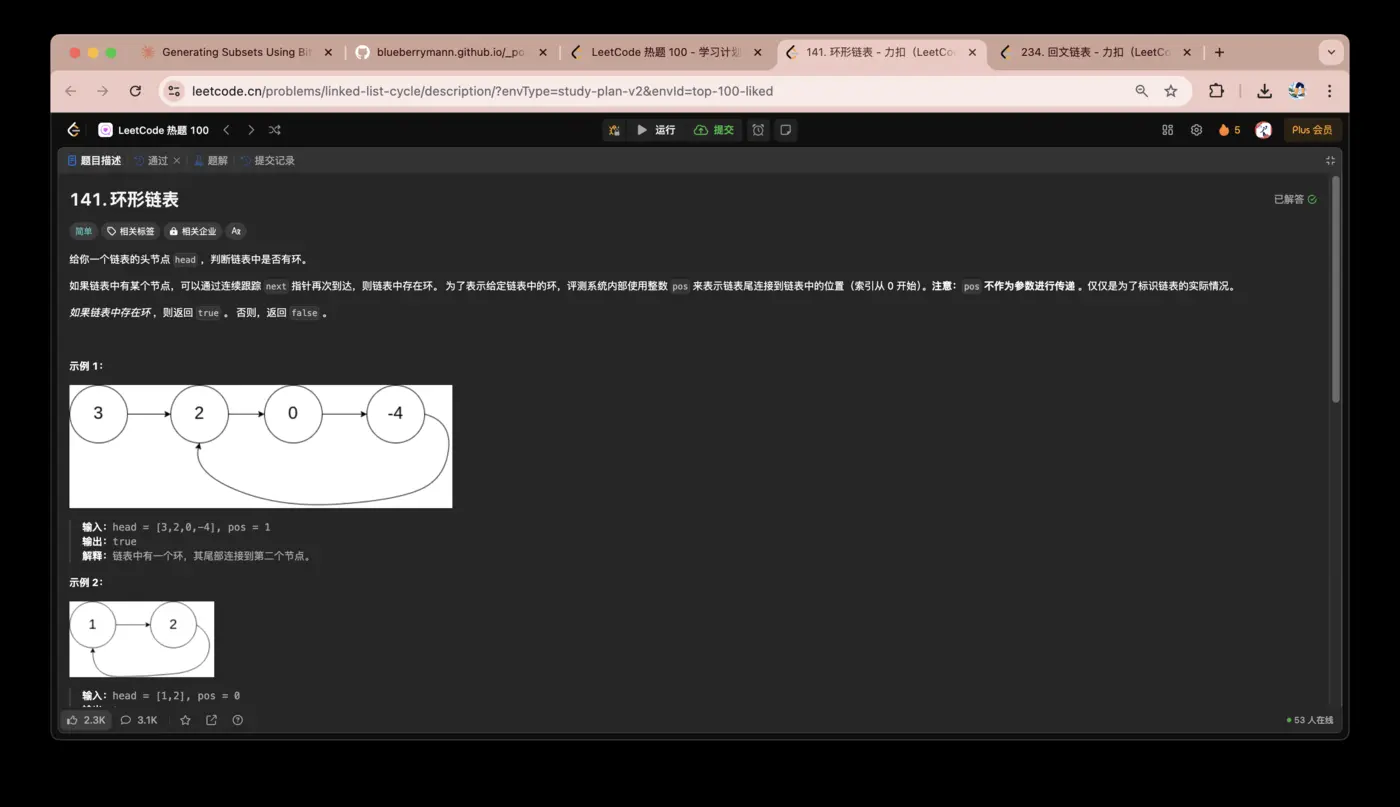 Generating Subsets Using Bi
blueberrymann.github.io/_po
LeetCode 热题 100 - 学习计划
141. 环形链表 - 力扣（LeetCo
234. 回文链表 - 力扣（LeetCo
leetcode.cn/problems/linked-list-cycle/description/?envType=study-plan-v2&envId=top-100-liked
LeetCode 热题 100
运行
提交
5
Plus 会员
题目描述
通过
题解
提交记录
141. 环形链表
已解答
简单
相关标签
相关企业
给你一个链表的头节点 head ，判断链表中是否有环。
如果链表中有某个节点，可以通过连续跟踪 next 指针再次到达，则链表中存在环。 为了表示给定链表中的环，评测系统内部使用整数 pos 来表示链表尾连接到链表中的位置（索引从 0 开始）。注意：pos 不作为参数进行传递 。仅仅是为了标识链表的实际情况。
如果链表中存在环 ，则返回 true 。 否则，返回 false 。
示例 1：
3 2 0 -4
输入：head = [3,2,0,-4], pos = 1
输出：true
解释：链表中有一个环，其尾部连接到第二个节点。
示例 2：
1 2
输入：head = [1,2], pos = 0
2.3K
3.1K
53 人在线